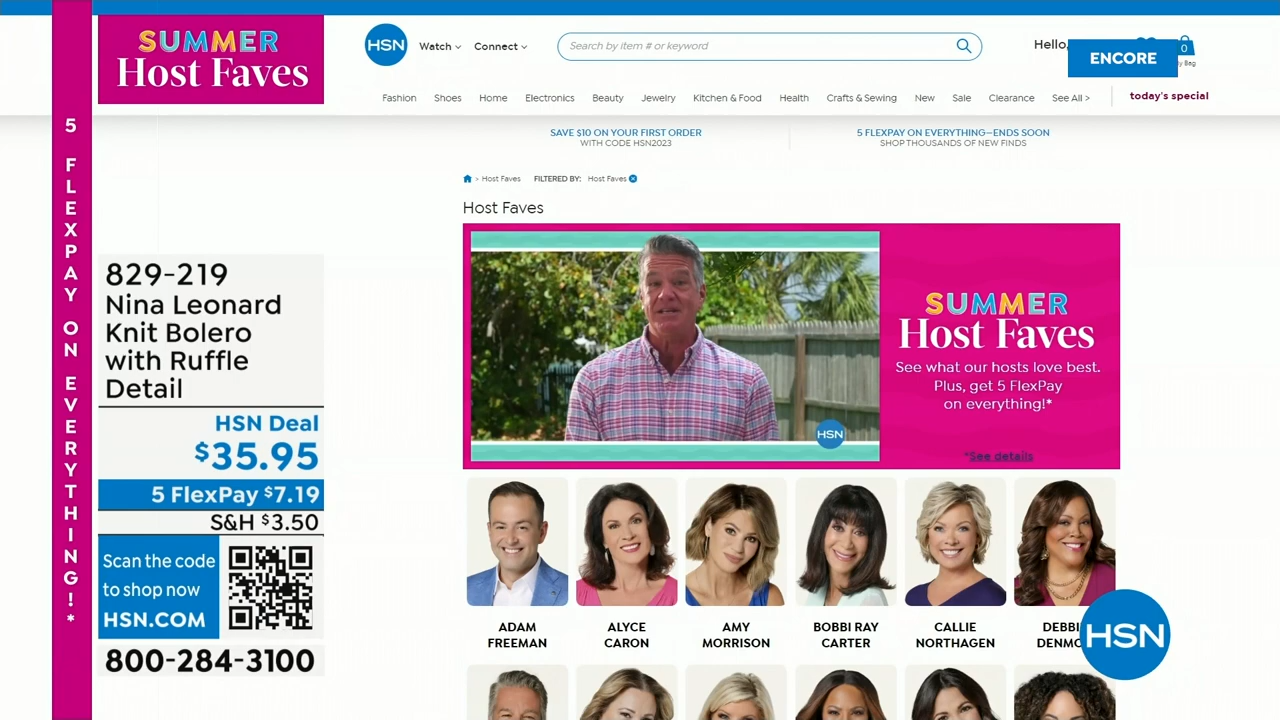 SUMMER
Host Faves
5 FLEXPAY ON EVERYTHING!*
829-219
Nina Leonard
Knit Bolero
with Ruffle
Detail
HSN Deal
$35.95
5 FlexPay $7.19
S&H $3.50
Scan the code
to shop now
HSN.COM
800-284-3100
HSN
Watch
Connect
Search by item # or keyword
Hello,
ENCORE
0
Bag
Fashion
Shoes
Home
Electronics
Beauty
Jewelry
Kitchen & Food
Health
Crafts & Sewing
New
Sale
Clearance
See All >
today's special
SAVE $10 ON YOUR FIRST ORDER
WITH CODE HSN2023
5 FLEXPAY ON EVERYTHING—ENDS SOON
SHOP THOUSANDS OF NEW FINDS
> Host Faves
FILTERED BY: Host Faves
Host Faves
HSN
SUMMER
Host Faves
See what our hosts love best.
Plus, get 5 FlexPay
on everything!*
*See details
ADAM
FREEMAN
ALYCE
CARON
AMY
MORRISON
BOBBI RAY
CARTER
CALLIE
NORTHAGEN
HSN